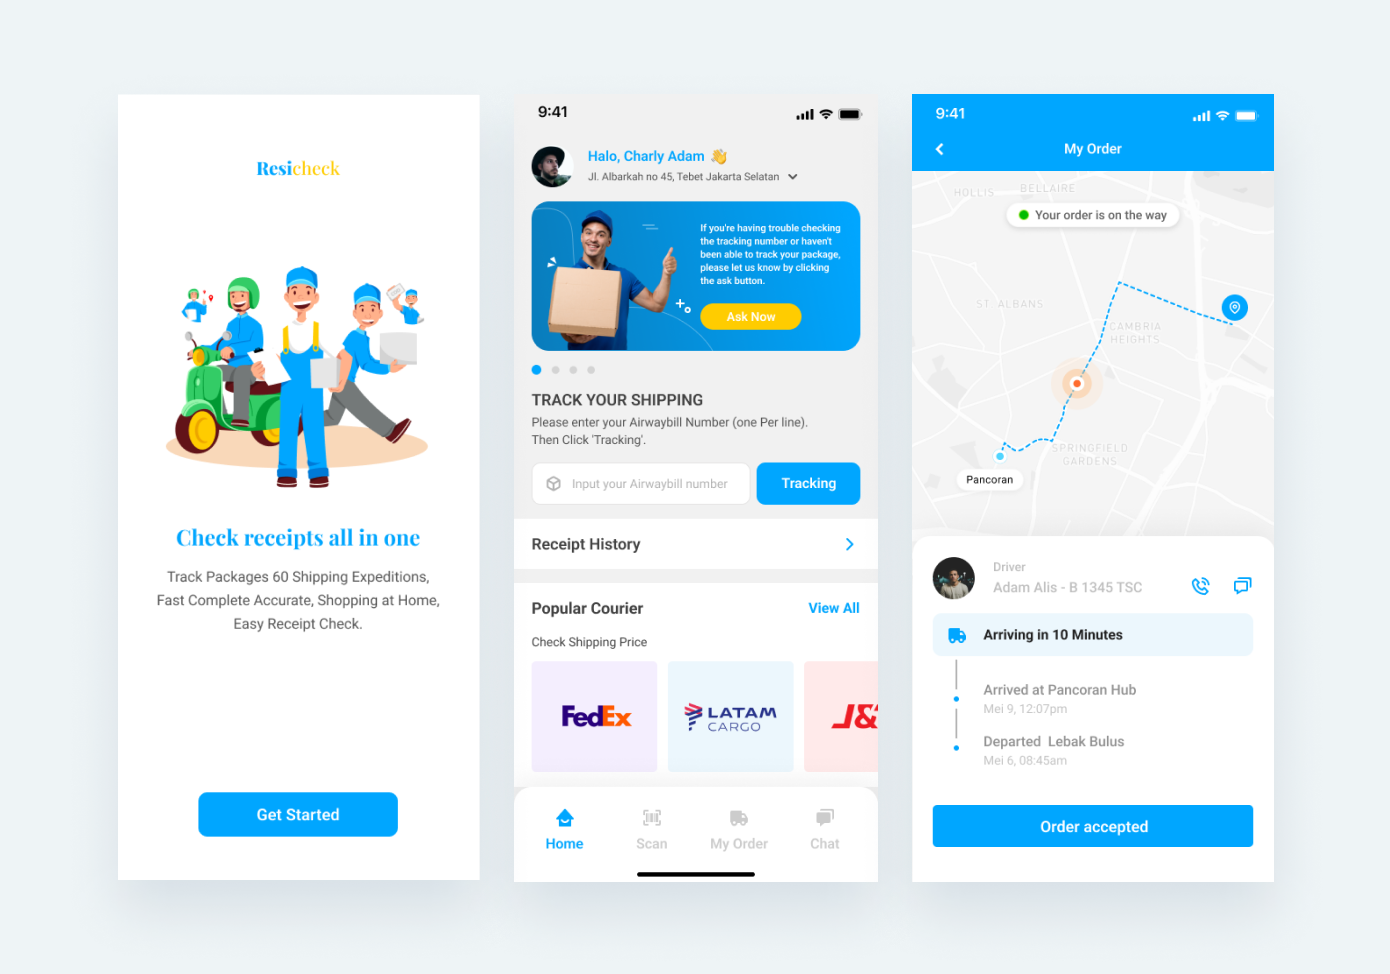 Resicheck
Check receipts all in one
Track Packages 60 Shipping Expeditions,
Fast Complete Accurate, Shopping at Home,
Easy Receipt Check.
Get Started
9:41
Halo, Charly Adam 👋
Jl. Albarkah no 45, Tebet Jakarta Selatan
If you're having trouble checking
the tracking number or haven't
been able to track your package,
please let us know by clicking
the ask button.
Ask Now
TRACK YOUR SHIPPING
Please enter your Airwaybill Number (one Per line).
Then Click 'Tracking'.
Input your Airwaybill number
Tracking
Receipt History
Popular Courier
View All
Check Shipping Price
FedEx
LATAM
CARGO
J&
Home
Scan
My Order
Chat
9:41
My Order
HOLLIS
BELLAIRE
Your order is on the way
ST. ALBANS
CAMBRIA
HEIGHTS
SPRINGFIELD
GARDENS
Pancoran
Driver
Adam Alis - B 1345 TSC
Arriving in 10 Minutes
Arrived at Pancoran Hub
Mei 9, 12:07pm
Departed  Lebak Bulus
Mei 6, 08:45am
Order accepted